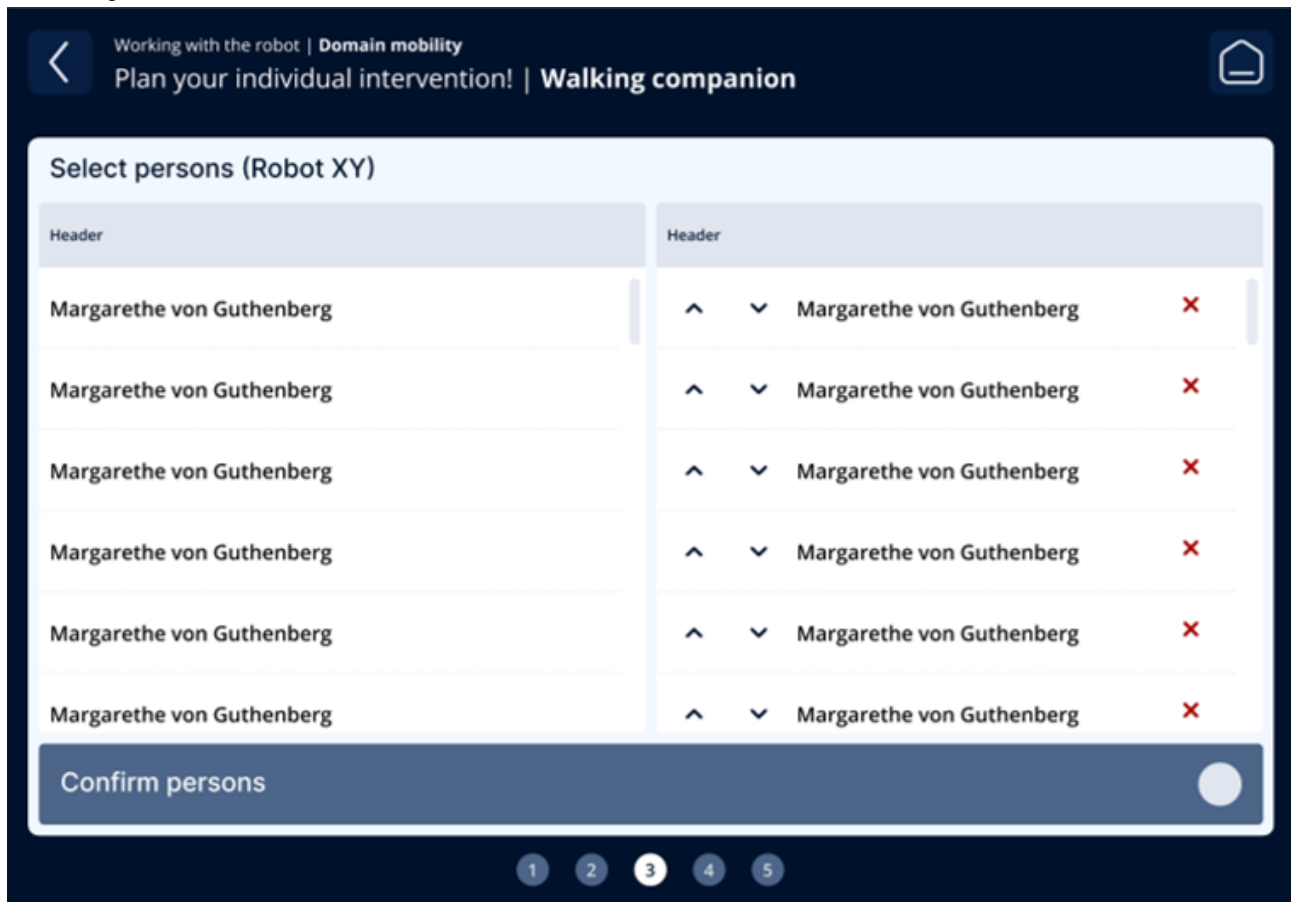 Working with the robot | Domain mobility
Plan your individual intervention! | Walking companion
Select persons (Robot XY)
Header
Header
Margarethe von Guthenberg
Margarethe von Guthenberg
Margarethe von Guthenberg
Margarethe von Guthenberg
Margarethe von Guthenberg
Margarethe von Guthenberg
Margarethe von Guthenberg
Margarethe von Guthenberg
Margarethe von Guthenberg
Margarethe von Guthenberg
Margarethe von Guthenberg
Margarethe von Guthenberg
Confirm persons
1 2 3 4 5